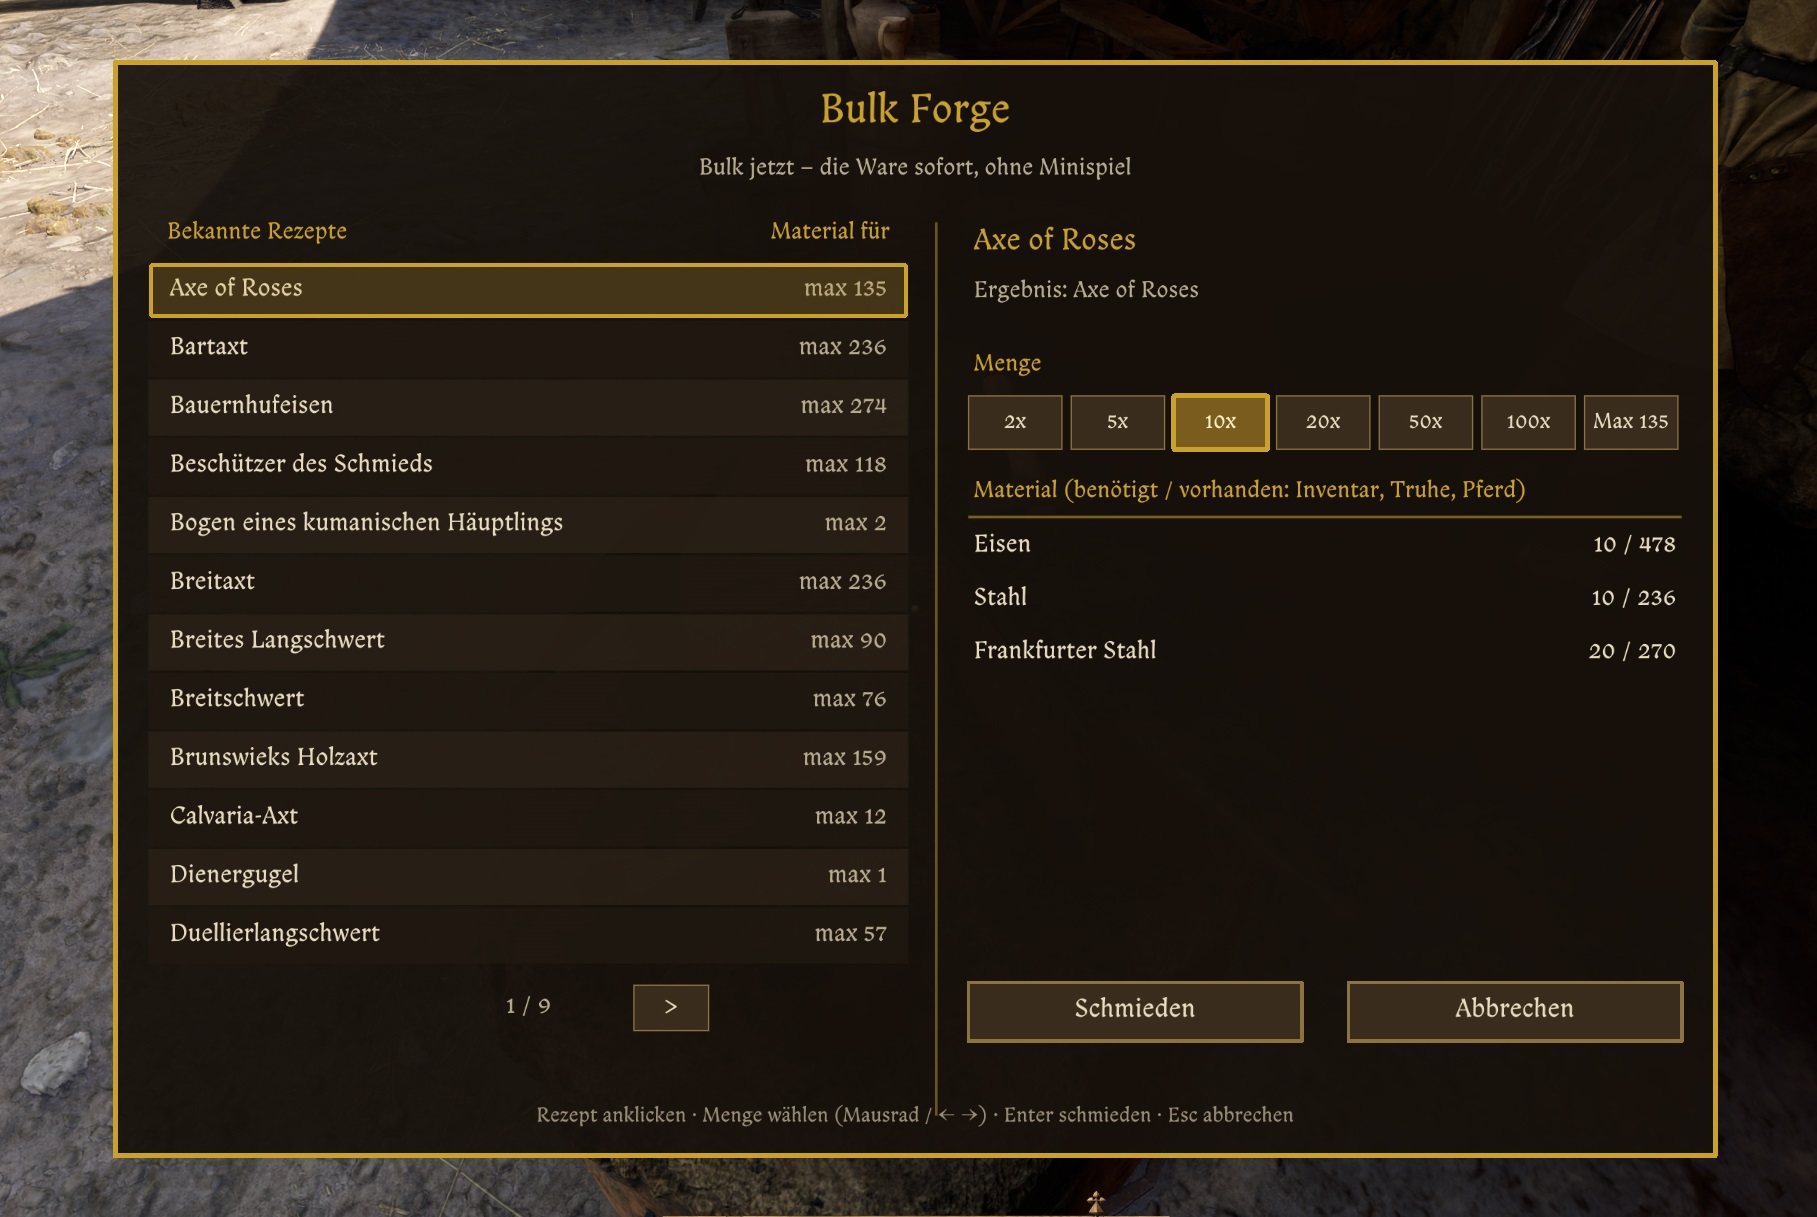 Bulk Forge
Bulk jetzt – die Ware sofort, ohne Minispiel
Bekannte Rezepte Material für
Axe of Roses max 135
Bartaxt max 236
Bauernhufeisen max 274
Beschützer des Schmieds max 118
Bogen eines kumanischen Häuptlings max 2
Breitaxt max 236
Breites Langschwert max 90
Breitschwert max 76
Brunswieks Holzaxt max 159
Calvaria-Axt max 12
Dienergugel max 1
Duellierlangschwert max 57
1 / 9 >
Axe of Roses
Ergebnis: Axe of Roses
Menge
2x 5x 10x 20x 50x 100x Max 135
Material (benötigt / vorhanden: Inventar, Truhe, Pferd)
Eisen 10 / 478
Stahl 10 / 236
Frankfurter Stahl 20 / 270
Schmieden Abbrechen
Rezept anklicken · Menge wählen (Mausrad / ← →) · Enter schmieden · Esc abbrechen